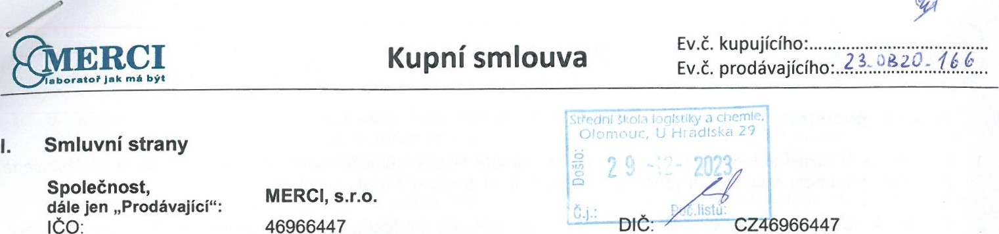 MERCI
laboratoř jak má být
Kupní smlouva
Ev.č. kupujícího:........................................
Ev.č. prodávajícího:..23-OB20-166..
I. Smluvní strany
Střední škola logistiky a chemie,
Olomouc, U Hradiska 29
Došlo: 29 -12- 2023
Č.j.: Poč.listů:
Společnost,
dále jen „Prodávající“: MERCI, s.r.o.
IČO: 46966447 DIČ: CZ46966447